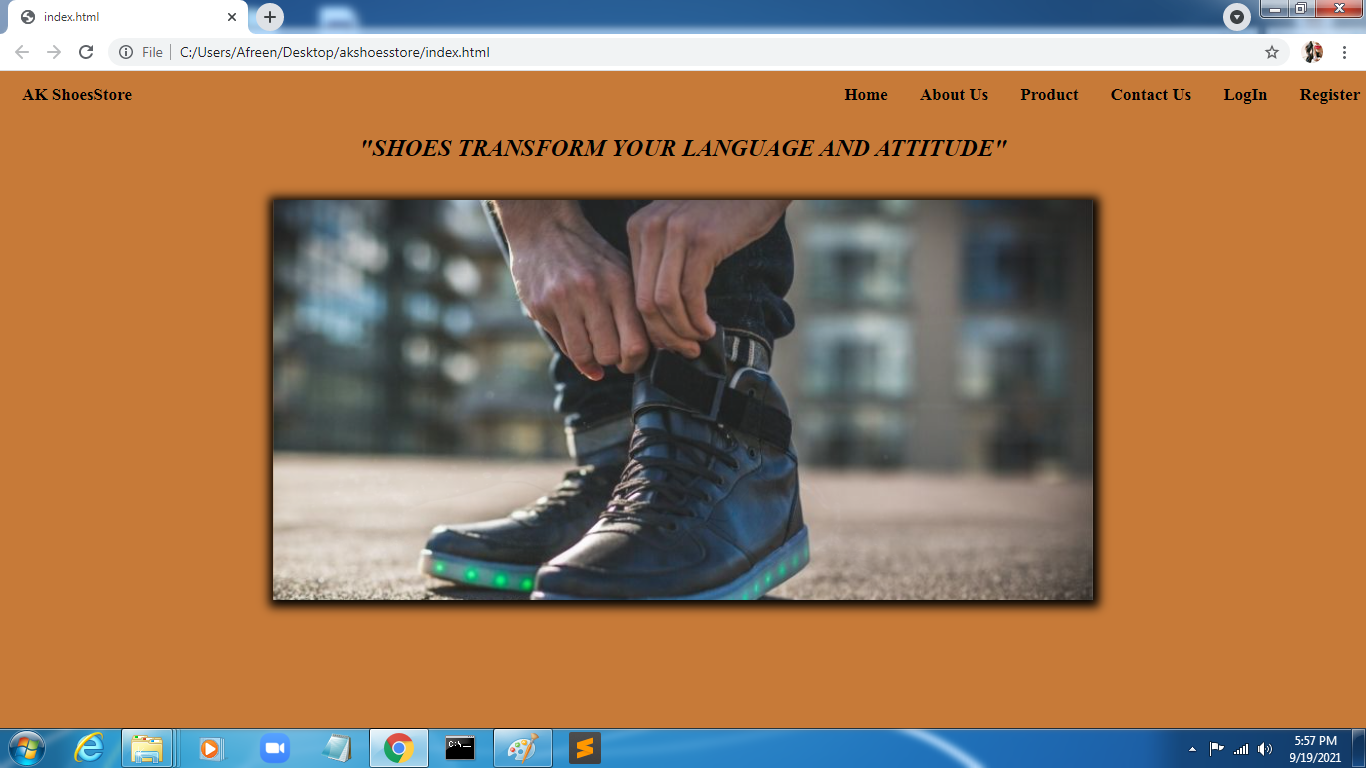 index.html
File C:/Users/Afreen/Desktop/akshoesstore/index.html
AK ShoesStore Home About Us Product Contact Us LogIn Register
"SHOES TRANSFORM YOUR LANGUAGE AND ATTITUDE"
C:\
5:57 PM
9/19/2021